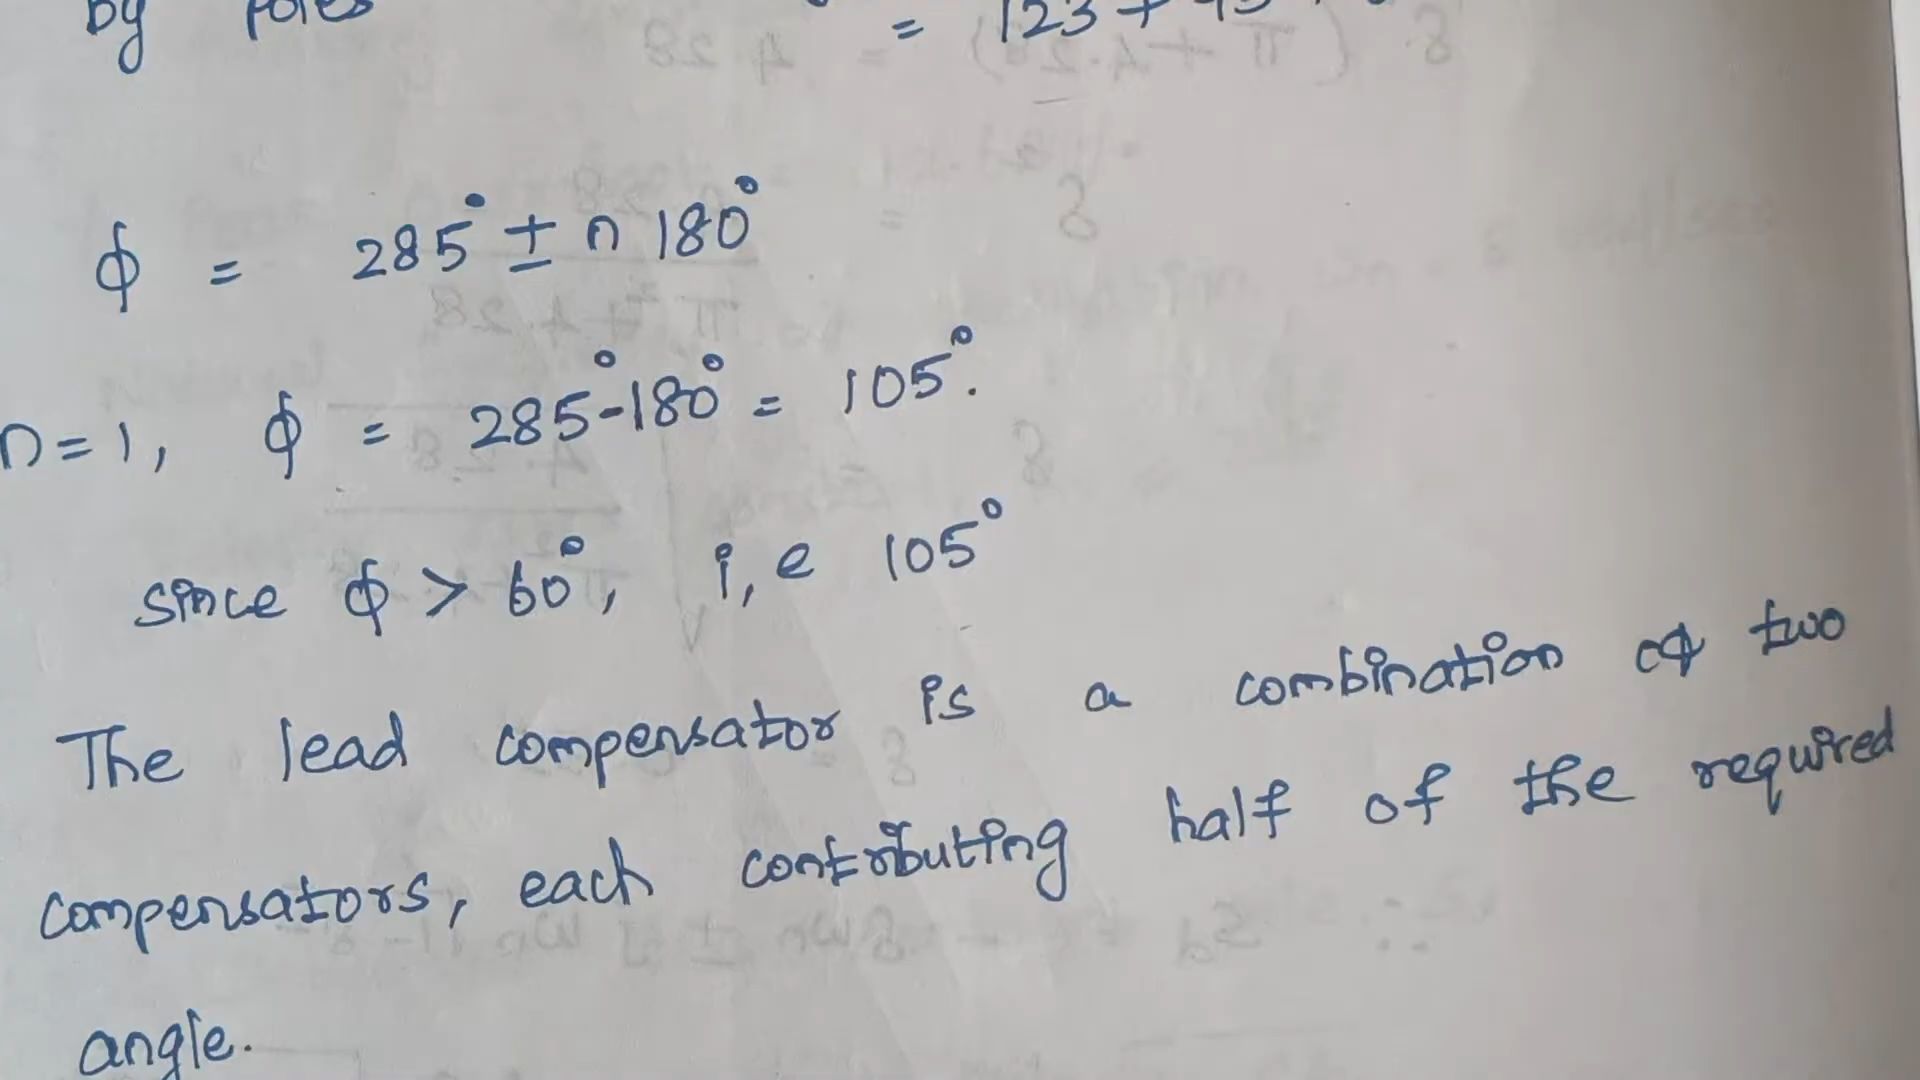 by poles = 123 +
ϕ = 285° ± n 180°
n=1, ϕ = 285°-180° = 105°.
since ϕ > 60°, i,e 105°
The lead compensator is a combination of two
compensators, each contributing half of the required
angle.